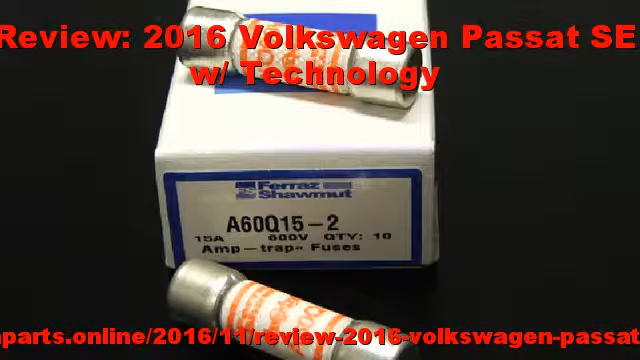 Review: 2016 Volkswagen Passat SE
w/ Technology
Ferraz
Shawmut
A60Q15-2
15A 600V QTY: 10
Amp-trap® Fuses
parts.online/2016/11/review-2016-volkswagen-passat